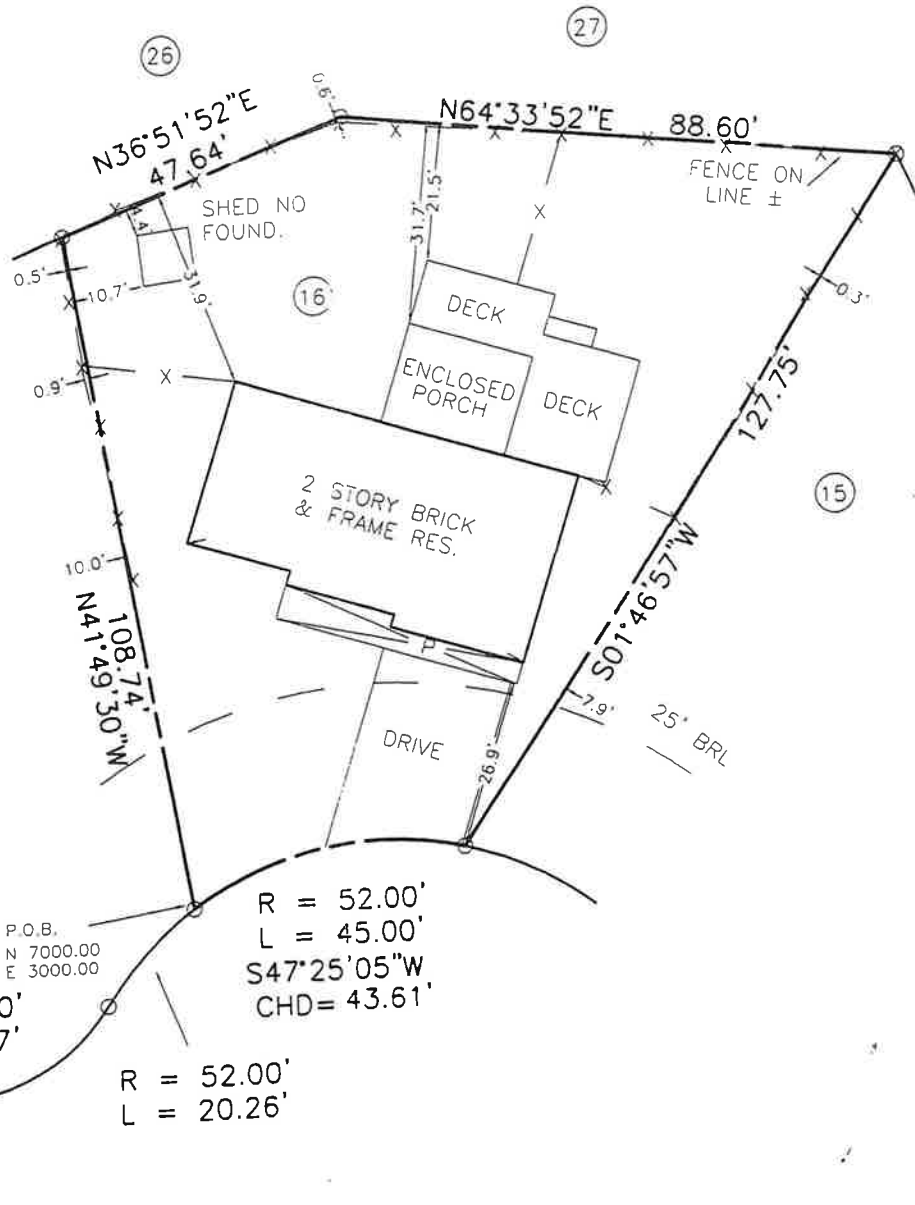 27
26
N64°33'52"E 88.60'
N36°51'52"E
47.64'
0.6'
FENCE ON
LINE ±
SHED NO
FOUND.
4.4'
31.7'
21.5'
0.5'
10.7'
31.9'
16
0.3'
DECK
ENCLOSED
PORCH
DECK
0.9'
127.75'
S01°46'57"W
15
2 STORY BRICK
& FRAME RES.
10.0'
108.74'
N41°49'30"W
P
7.9'
25' BRL
DRIVE
26.9'
P.O.B.
N 7000.00
E 3000.00
0'
7'
R = 52.00'
L = 45.00'
S47°25'05"W
CHD= 43.61'
R = 52.00'
L = 20.26'